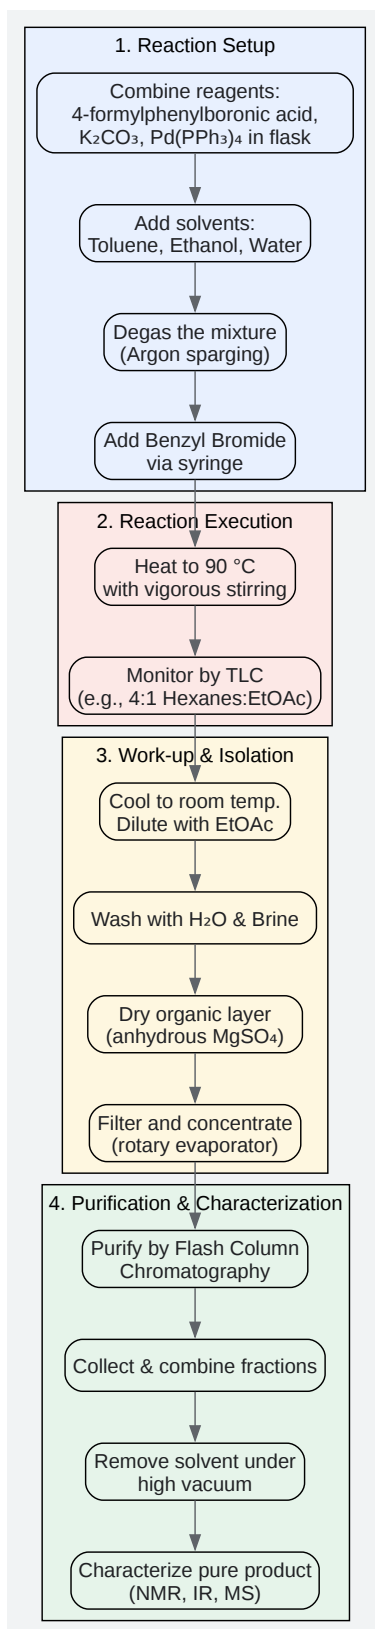 1. Reaction Setup
Combine reagents:
4-formylphenylboronic acid,
K₂CO₃, Pd(PPh₃)₄ in flask
Add solvents:
Toluene, Ethanol, Water
Degas the mixture
(Argon sparging)
Add Benzyl Bromide
via syringe
2. Reaction Execution
Heat to 90 °C
with vigorous stirring
Monitor by TLC
(e.g., 4:1 Hexanes:EtOAc)
3. Work-up & Isolation
Cool to room temp.
Dilute with EtOAc
Wash with H₂O & Brine
Dry organic layer
(anhydrous MgSO₄)
Filter and concentrate
(rotary evaporator)
4. Purification & Characterization
Purify by Flash Column
Chromatography
Collect & combine fractions
Remove solvent under
high vacuum
Characterize pure product
(NMR, IR, MS)